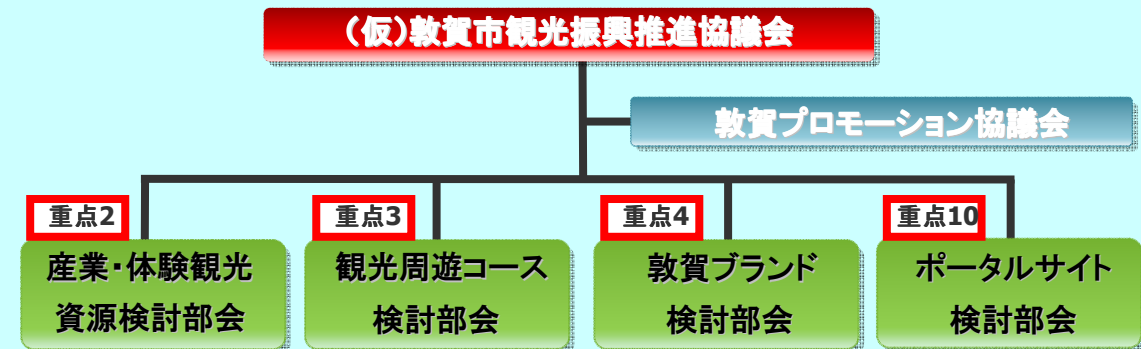 （仮）敦賀市観光振興推進協議会
敦賀プロモーション協議会
重点2
産業・体験観光
資源検討部会
重点3
観光周遊コース
検討部会
重点4
敦賀ブランド
検討部会
重点10
ポータルサイト
検討部会